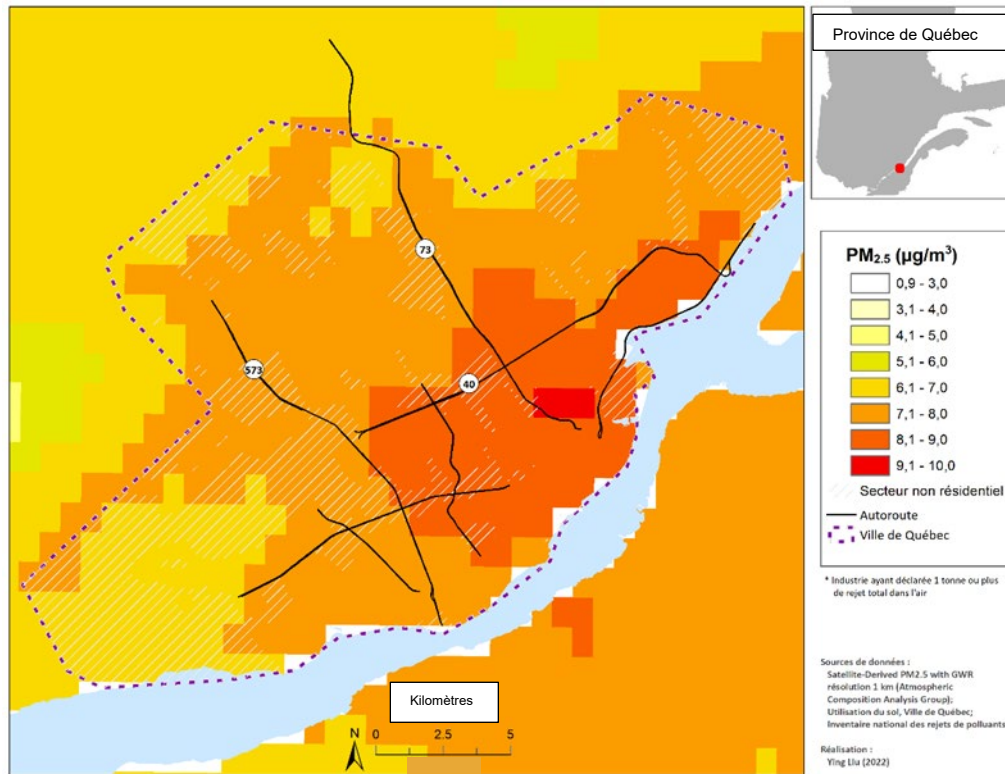 Province de Québec
73
573
40
PM2.5 (µg/m³)
0,9 - 3,0
3,1 - 4,0
4,1 - 5,0
5,1 - 6,0
6,1 - 7,0
7,1 - 8,0
8,1 - 9,0
9,1 - 10,0
Secteur non résidentiel
Autoroute
Ville de Québec
* Industrie ayant déclarée 1 tonne ou plus
de rejet total dans l'air
Sources de données :
Satellite-Derived PM2.5 with GWR
résolution 1 km (Atmospheric
Composition Analysis Group);
Utilisation du sol, Ville de Québec;
Inventaire national des rejets de polluants
Réalisation :
Ying Liu (2022)
Kilomètres
N
0 2.5 5